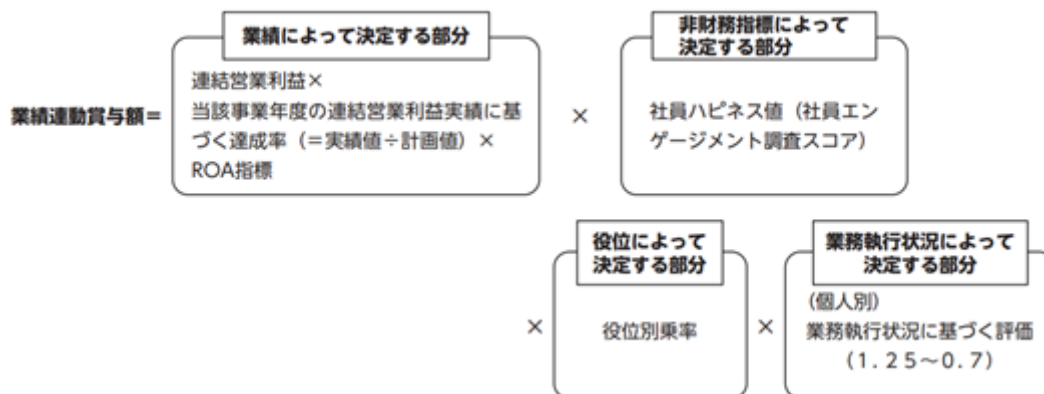 業績によって決定する部分
業績連動賞与額＝
連結営業利益×
当該事業年度の連結営業利益実績に基
づく達成率（＝実績値÷計画値）×
ROA指標
×
非財務指標によって
決定する部分
社員ハピネス値（社員エン
ゲージメント調査スコア）
×
役位によって
決定する部分
役位別乗率
×
業務執行状況によって
決定する部分
（個人別）
業務執行状況に基づく評価
（１．２５～０．７）